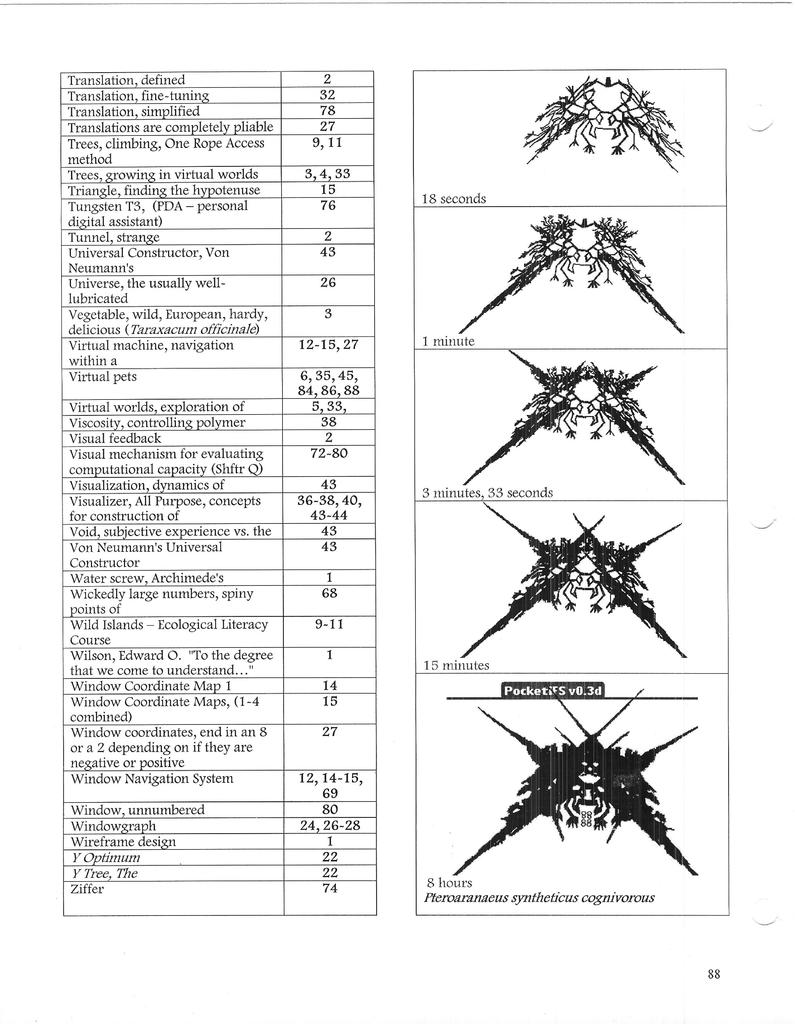 Translation, defined 2
Translation, fine-tuning 32
Translation, simplified 78
Translations are completely pliable 27
Trees, climbing, One Rope Access 9, 11
method
Trees, growing in virtual worlds 3, 4, 33
Triangle, finding the hypotenuse 15
Tungsten T3, (PDA – personal 76
digital assistant)
Tunnel, strange 2
Universal Constructor, Von 43
Neumann's
Universe, the usually well- 26
lubricated
Vegetable, wild, European, hardy, 3
delicious (Taraxacum officinale)
Virtual machine, navigation 12-15, 27
within a
Virtual pets 6, 35, 45,
84, 86, 88
Virtual worlds, exploration of 5, 33,
Viscosity, controlling polymer 38
Visual feedback 2
Visual mechanism for evaluating 72-80
computational capacity (Shftr Q)
Visualization, dynamics of 43
Visualizer, All Purpose, concepts 36-38, 40,
for construction of 43-44
Void, subjective experience vs. the 43
Von Neumann's Universal 43
Constructor
Water screw, Archimede's 1
Wickedly large numbers, spiny 68
points of
Wild Islands – Ecological Literacy 9-11
Course
Wilson, Edward O. "To the degree 1
that we come to understand..."
Window Coordinate Map 1 14
Window Coordinate Maps, (1-4 15
combined)
Window coordinates, end in an 8 27
or a 2 depending on if they are
negative or positive
Window Navigation System 12, 14-15,
69
Window, unnumbered 80
Windowgraph 24, 26-28
Wireframe design 1
Y Optimum 22
Y Tree, The 22
Ziffer 74
18 seconds
1 minute
3 minutes, 33 seconds
15 minutes
PocketIFS v0.3d
88
88
8 hours
Pteroaranaeus syntheticus cognivorous
88